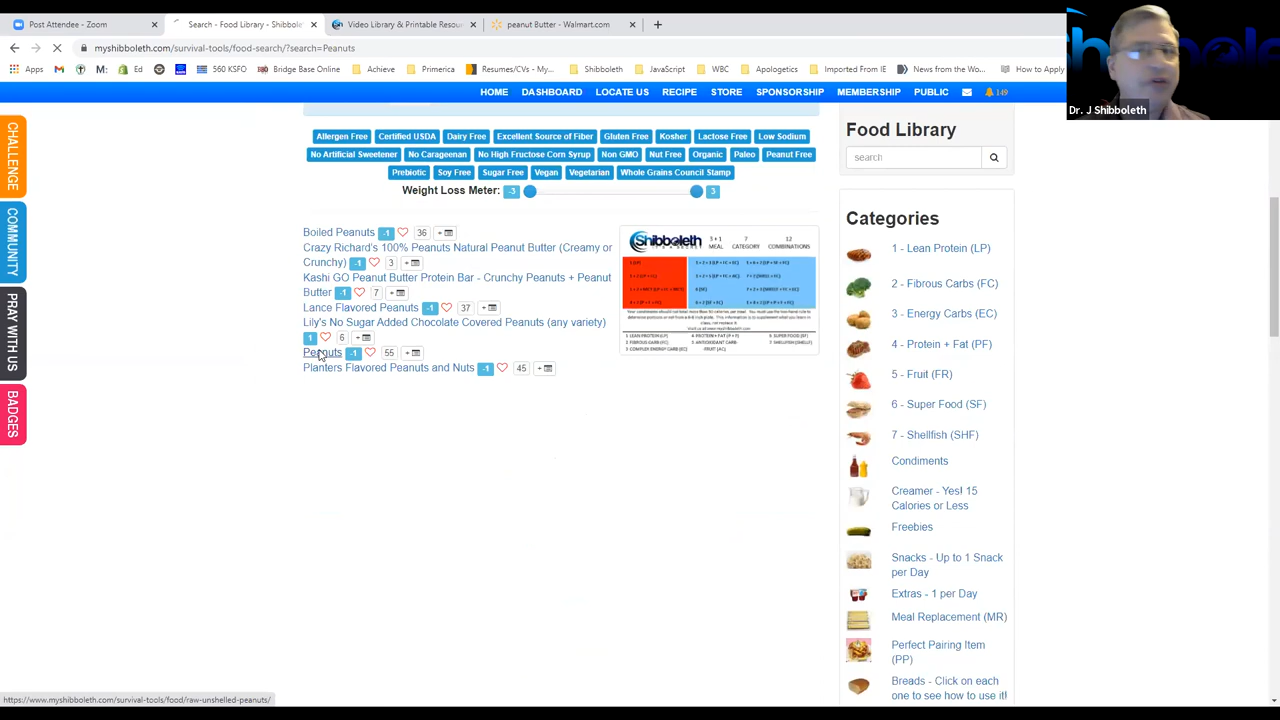 Post Attendee - Zoom
Search - Food Library - Shibbole
Video Library & Printable Resour
peanut Butter - Walmart.com
myshibboleth.com/survival-tools/food-search/?search=Peanuts
Apps
M:
Ed
560 KSFO
Bridge Base Online
Achieve
Primerica
Resumes/CVs - My...
Shibboleth
JavaScript
WBC
Apologetics
Imported From IE
News from the Wo...
How to Apply
Dr. J Shibboleth
HOME
DASHBOARD
LOCATE US
RECIPE
STORE
SPONSORSHIP
MEMBERSHIP
PUBLIC
149
CHALLENGE
COMMUNITY
PRAY WITH US
BADGES
Allergen Free
Certified USDA
Dairy Free
Excellent Source of Fiber
Gluten Free
Kosher
Lactose Free
Low Sodium
No Artificial Sweetener
No Carageenan
No High Fructose Corn Syrup
Non GMO
Nut Free
Organic
Paleo
Peanut Free
Prebiotic
Soy Free
Sugar Free
Vegan
Vegetarian
Whole Grains Council Stamp
Weight Loss Meter: -3 3
Boiled Peanuts -1 36 +
Crazy Richard's 100% Peanuts Natural Peanut Butter (Creamy or
Crunchy) -1 3 +
Kashi GO Peanut Butter Protein Bar - Crunchy Peanuts + Peanut
Butter -1 7 +
Lance Flavored Peanuts -1 37 +
Lily's No Sugar Added Chocolate Covered Peanuts (any variety)
1 6 +
Peanuts -1 55 +
Planters Flavored Peanuts and Nuts -1 45 +
Shibboleth
3 + 1
MEAL
7
CATEGORY
12
COMBINATIONS
Food Library
search
Categories
1 - Lean Protein (LP)
2 - Fibrous Carbs (FC)
3 - Energy Carbs (EC)
4 - Protein + Fat (PF)
5 - Fruit (FR)
6 - Super Food (SF)
7 - Shellfish (SHF)
Condiments
Creamer - Yes! 15
Calories or Less
Freebies
Snacks - Up to 1 Snack
per Day
Extras - 1 per Day
Meal Replacement (MR)
Perfect Pairing Item
(PP)
Breads - Click on each
one to see how to use it!
https://www.myshibboleth.com/survival-tools/food/raw-unshelled-peanuts/